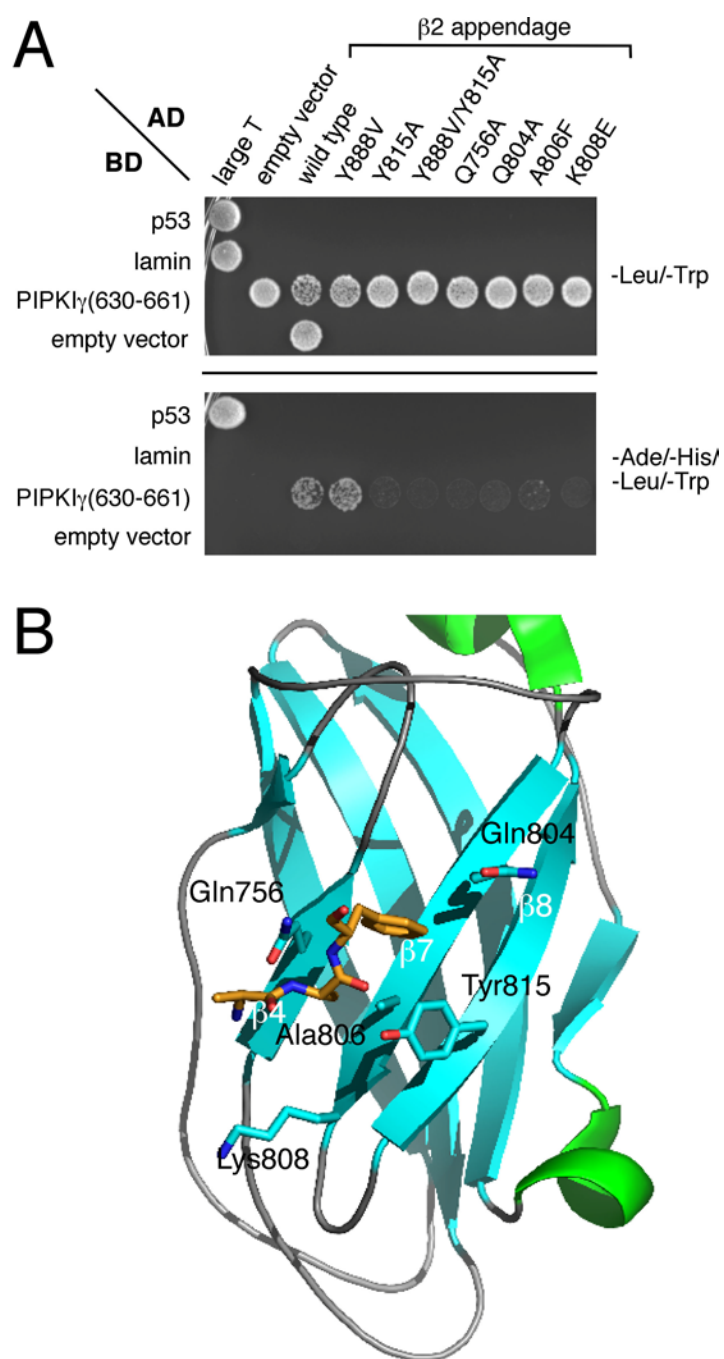 A
β2 appendage
AD
BD
large T
empty vector
wild type
Y888V
Y815A
Y888V/Y815A
Q756A
Q804A
A806F
K808E
p53
lamin
PIPKIγ(630-661)
empty vector
-Leu/-Trp
p53
lamin
PIPKIγ(630-661)
empty vector
-Ade/-His/
-Leu/-Trp
B
Gln804
Gln756
β8
β7
Tyr815
β4
Ala806
Lys808